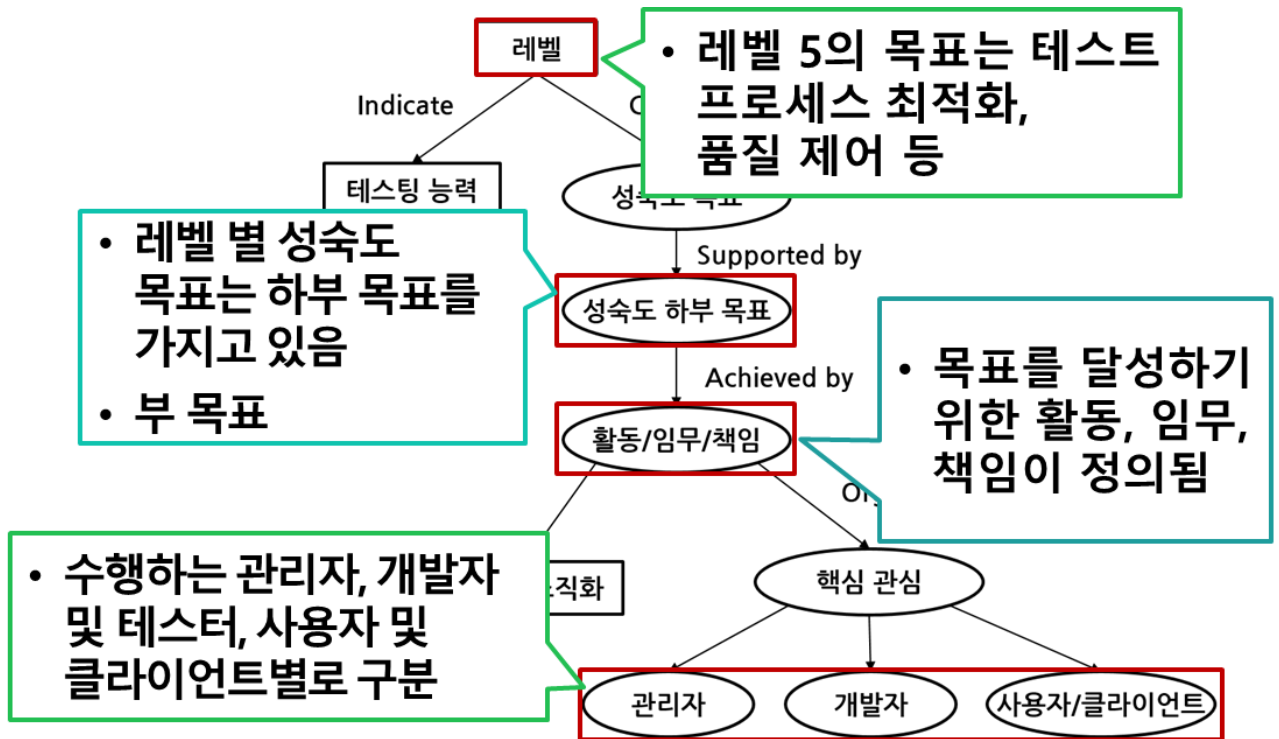 레벨
• 레벨 5의 목표는 테스트
프로세스 최적화,
품질 제어 등
Indicate
테스팅 능력
• 레벨 별 성숙도
목표는 하부 목표를
가지고 있음
• 부 목표
Supported by
성숙도 하부 목표
Achieved by
활동/임무/책임
• 목표를 달성하기
위한 활동, 임무,
책임이 정의됨
• 수행하는 관리자, 개발자
및 테스터, 사용자 및
클라이언트별로 구분
핵심 관심
관리자
개발자
사용자/클라이언트